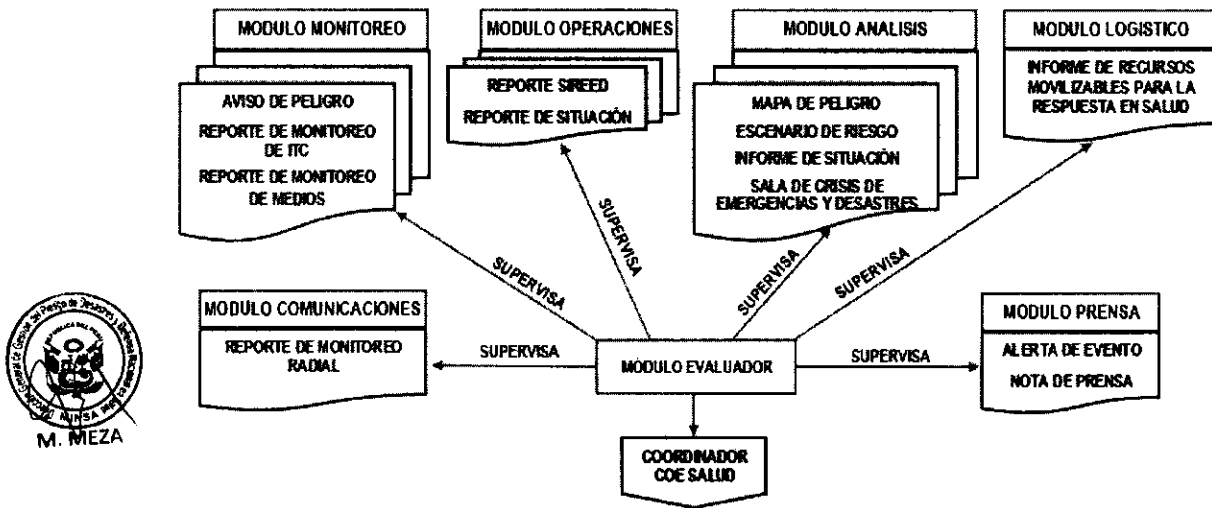 MODULO MONITOREO
AVISO DE PELIGRO
REPORTE DE MONITOREO
DE ITC
REPORTE DE MONITOREO
DE MEDIOS
MODULO OPERACIONES
REPORTE SIREED
REPORTE DE SITUACIÓN
MODULO ANALISIS
MAPA DE PELIGRO
ESCENARIO DE RIESGO
INFORME DE SITUACIÓN
SALA DE CRISIS DE
EMERGENCIAS Y DESASTRES
MODULO LOGISTICO
INFORME DE RECURSOS
MOVILIZABLES PARA LA
RESPUESTA EN SALUD
SUPERVISA
SUPERVISA
SUPERVISA
SUPERVISA
MODULO COMUNICACIONES
REPORTE DE MONITOREO
RADIAL
SUPERVISA
MÓDULO EVALUADOR
SUPERVISA
MODULO PRENSA
ALERTA DE EVENTO
NOTA DE PRENSA
COORDINADOR
COE SALUD
MINSA
M. MEZA